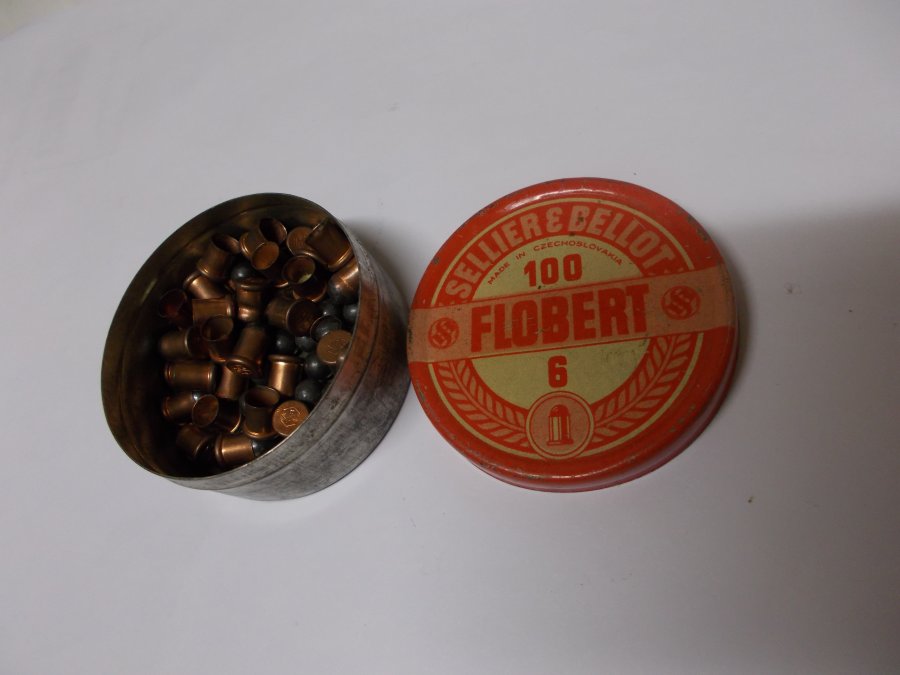 SELLIER & BELLOT
MADE IN CZECHOSLOVAKIA
100
FLOBERT
6